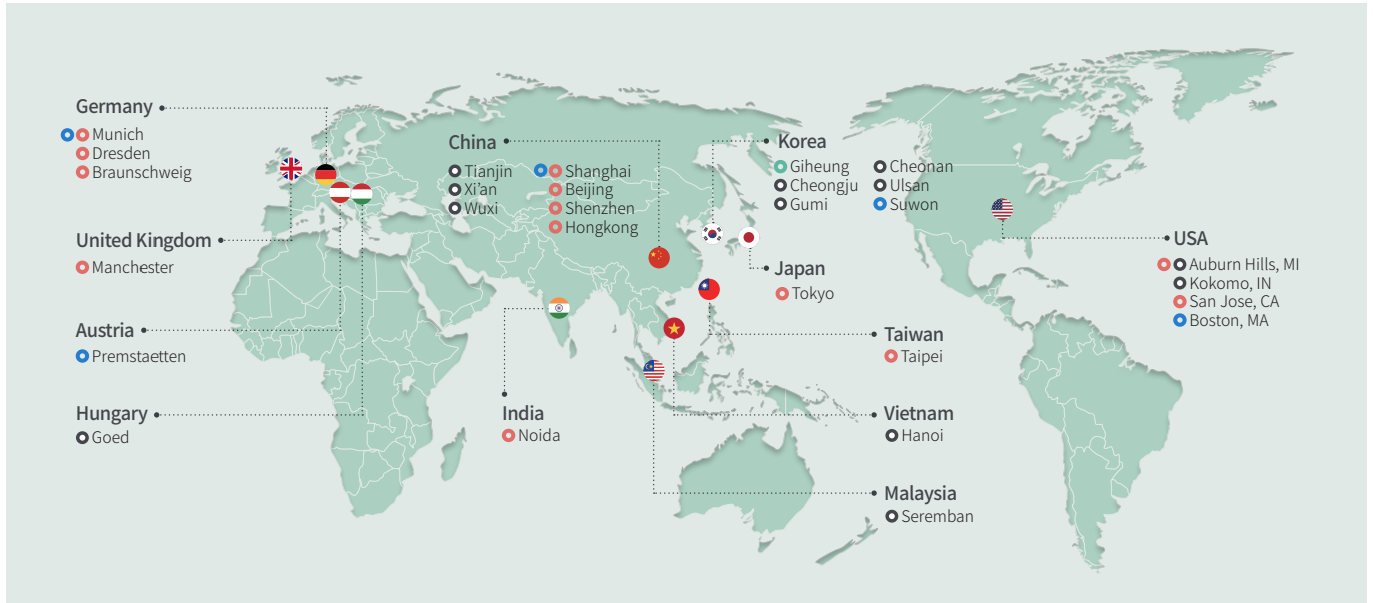 Germany
Munich
Dresden
Braunschweig
United Kingdom
Manchester
Austria
Premstaetten
Hungary
Goed
China
Tianjin
Xi'an
Wuxi
Shanghai
Beijing
Shenzhen
Hongkong
India
Noida
Korea
Giheung
Cheongju
Gumi
Cheonan
Ulsan
Suwon
Japan
Tokyo
Taiwan
Taipei
Vietnam
Hanoi
Malaysia
Seremban
USA
Auburn Hills, MI
Kokomo, IN
San Jose, CA
Boston, MA